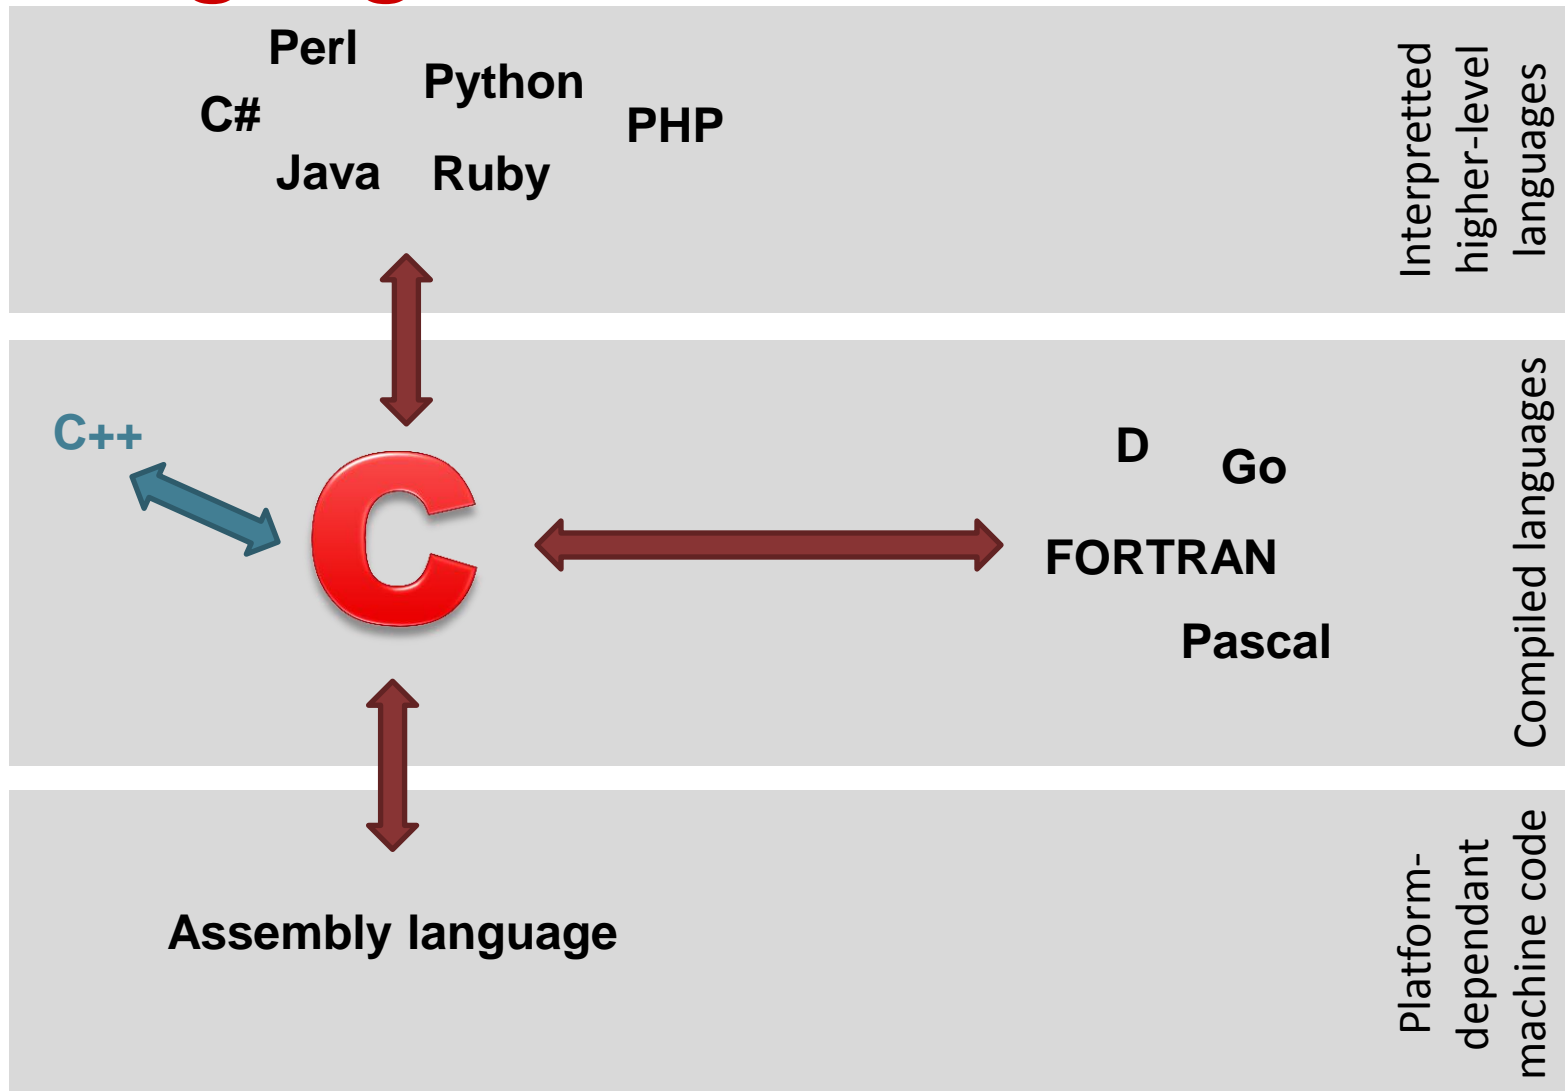 Perl
Python
C#
PHP
Java
Ruby
Interpretted
higher-level
languages
C++
C
D
Go
FORTRAN
Pascal
Compiled languages
Assembly language
Platform-
dependant
machine code